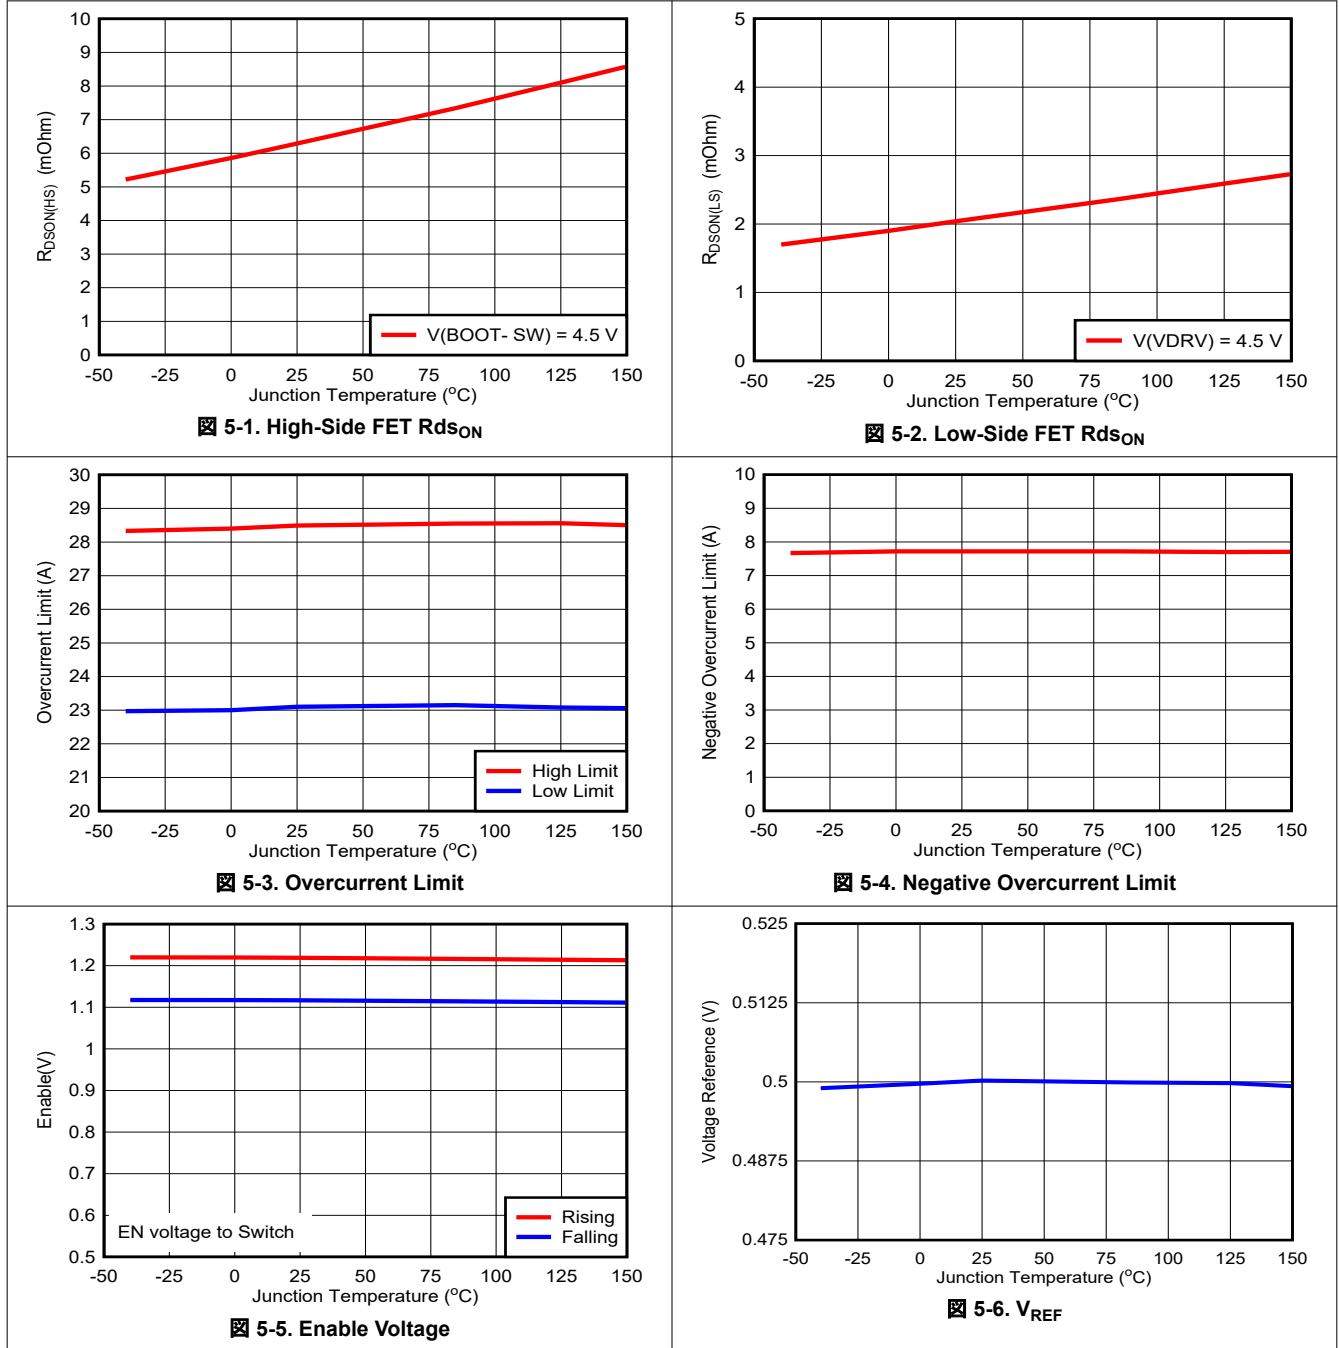 10
9
8
7
6
5
4
3
2
1
0
R_DSON(HS) (mOhm)
V(BOOT- SW) = 4.5 V
-50 -25 0 25 50 75 100 125 150
Junction Temperature (°C)
図 5-1. High-Side FET Rds_ON
5
4
3
2
1
0
R_DSON(LS) (mOhm)
V(VDRV) = 4.5 V
-50 -25 0 25 50 75 100 125 150
Junction Temperature (°C)
図 5-2. Low-Side FET Rds_ON
30
29
28
27
26
25
24
23
22
21
20
Overcurrent Limit (A)
High Limit
Low Limit
-50 -25 0 25 50 75 100 125 150
Junction Temperature (°C)
図 5-3. Overcurrent Limit
10
9
8
7
6
5
4
3
2
1
0
Negative Overcurrent Limit (A)
-50 -25 0 25 50 75 100 125 150
Junction Temperature (°C)
図 5-4. Negative Overcurrent Limit
1.3
1.2
1.1
1
0.9
0.8
0.7
0.6
0.5
Enable(V)
EN voltage to Switch
Rising
Falling
-50 -25 0 25 50 75 100 125 150
Junction Temperature (°C)
図 5-5. Enable Voltage
0.525
0.5125
0.5
0.4875
0.475
Voltage Reference (V)
-50 -25 0 25 50 75 100 125 150
Junction Temperature (°C)
図 5-6. V_REF